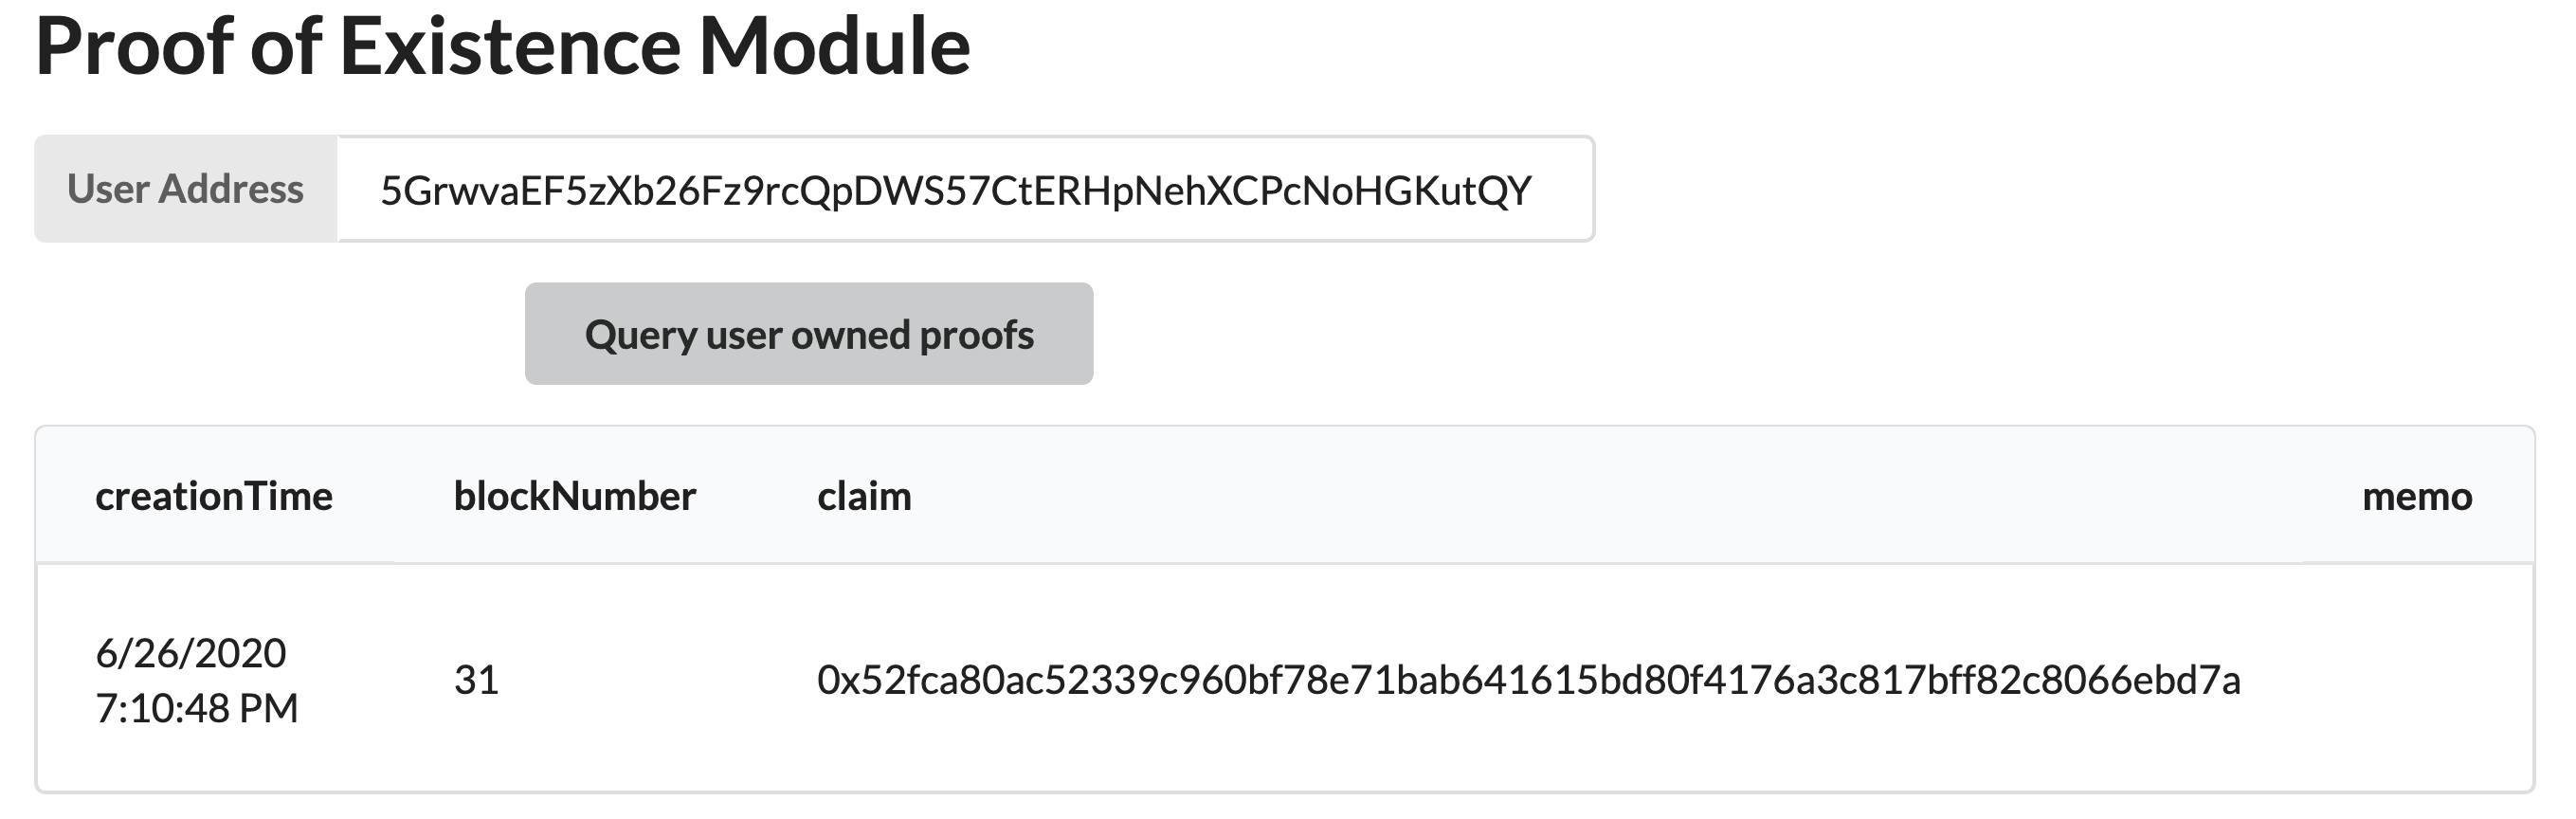 Proof of Existence Module
User Address 5GrwvaEF5zXb26Fz9rcQpDWS57CtERHpNehXCPcNoHGKutQY
Query user owned proofs
creationTime blockNumber claim memo
6/26/2020
7:10:48 PM
31
0x52fca80ac52339c960bf78e71bab641615bd80f4176a3c817bff82c8066ebd7a